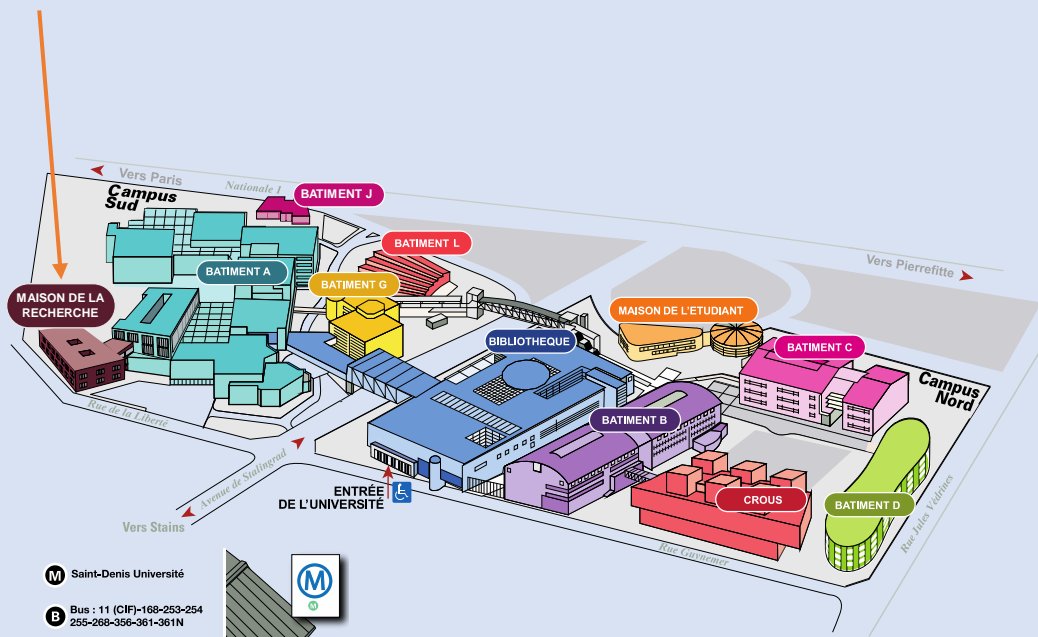 Vers Paris
Nationale 1
Campus
Sud
BATIMENT J
BATIMENT L
BATIMENT A
BATIMENT G
Vers Pierrefitte
MAISON DE LA
RECHERCHE
MAISON DE L'ETUDIANT
BIBLIOTHEQUE
BATIMENT C
Campus
Nord
BATIMENT B
Rue de la Liberté
Avenue de Stalingrad
ENTRÉE
DE L'UNIVERSITÉ
CROUS
BATIMENT D
Rue Jules Védrines
Vers Stains
Rue Guynemer
M Saint-Denis Université
B Bus : 11 (CIF)-168-253-254
255-268-356-361-361N
M
M